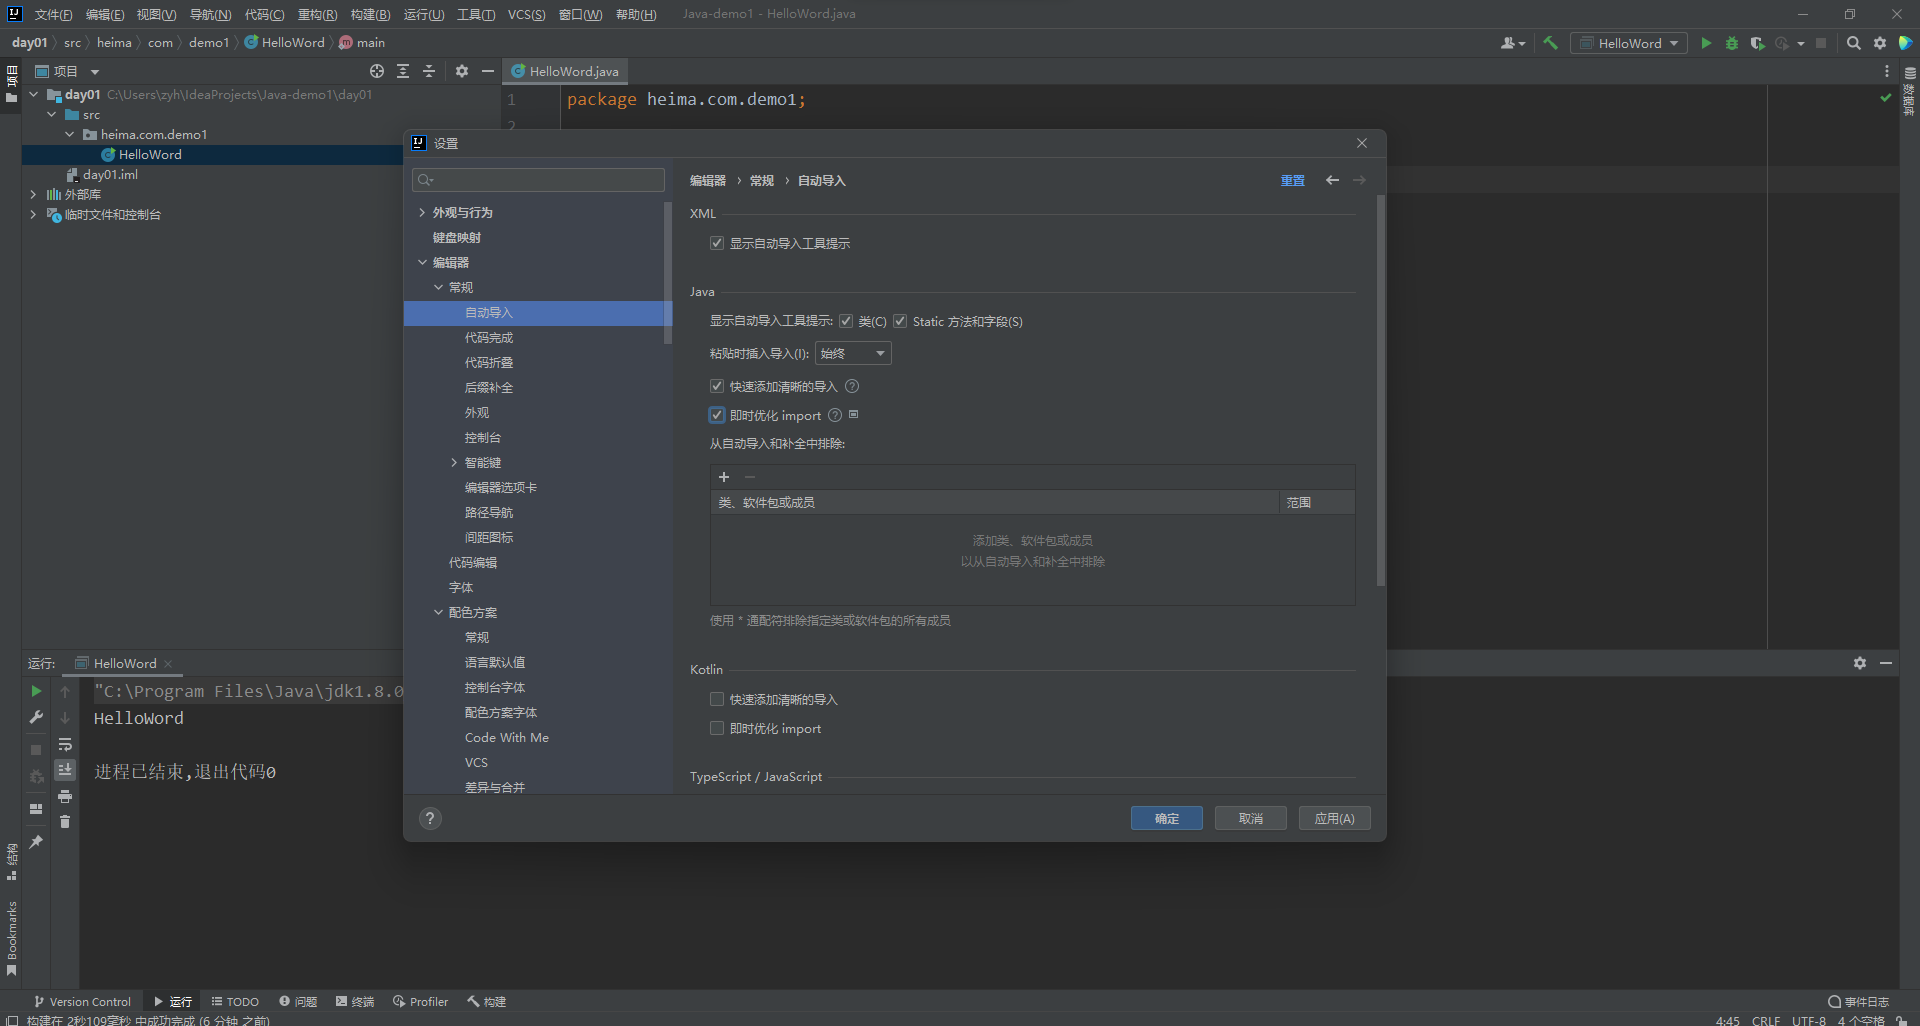 文件(F) 编辑(E) 视图(V) 导航(N) 代码(C) 重构(R) 构建(B) 运行(U) 工具(T) VCS(S) 窗口(W) 帮助(H) Java-demo1 - HelloWord.java
day01 src heima com demo1 HelloWord main HelloWord
项目 项目 HelloWord.java
day01 C:\Users\zyh\IdeaProjects\Java-demo1\day01
src
heima.com.demo1
HelloWord
day01.iml
外部库
临时文件和控制台
1 package heima.com.demo1;
2
数据库
设置
外观与行为
键盘映射
编辑器
常规
自动导入
代码完成
代码折叠
后缀补全
外观
控制台
智能键
编辑器选项卡
路径导航
间距图标
代码编辑
字体
配色方案
常规
语言默认值
控制台字体
配色方案字体
Code With Me
VCS
差异与合并
编辑器 › 常规 › 自动导入 重置
XML
显示自动导入工具提示
Java
显示自动导入工具提示: 类(C) Static 方法和字段(S)
粘贴时插入导入(I): 始终
快速添加清晰的导入
即时优化 import
从自动导入和补全中排除:
类、软件包或成员 范围
添加类、软件包或成员
以从自动导入和补全中排除
使用 * 通配符排除指定类或软件包的所有成员
Kotlin
快速添加清晰的导入
即时优化 import
TypeScript / JavaScript
确定 取消 应用(A)
运行: HelloWord
"C:\Program Files\Java\jdk1.8.0
HelloWord
进程已结束,退出代码0
结构
Bookmarks
Version Control 运行 TODO 问题 终端 Profiler 构建 事件日志
构建在 2秒109毫秒 中成功完成 (6 分钟 之前) 4:45 CRLF UTF-8 4 个空格